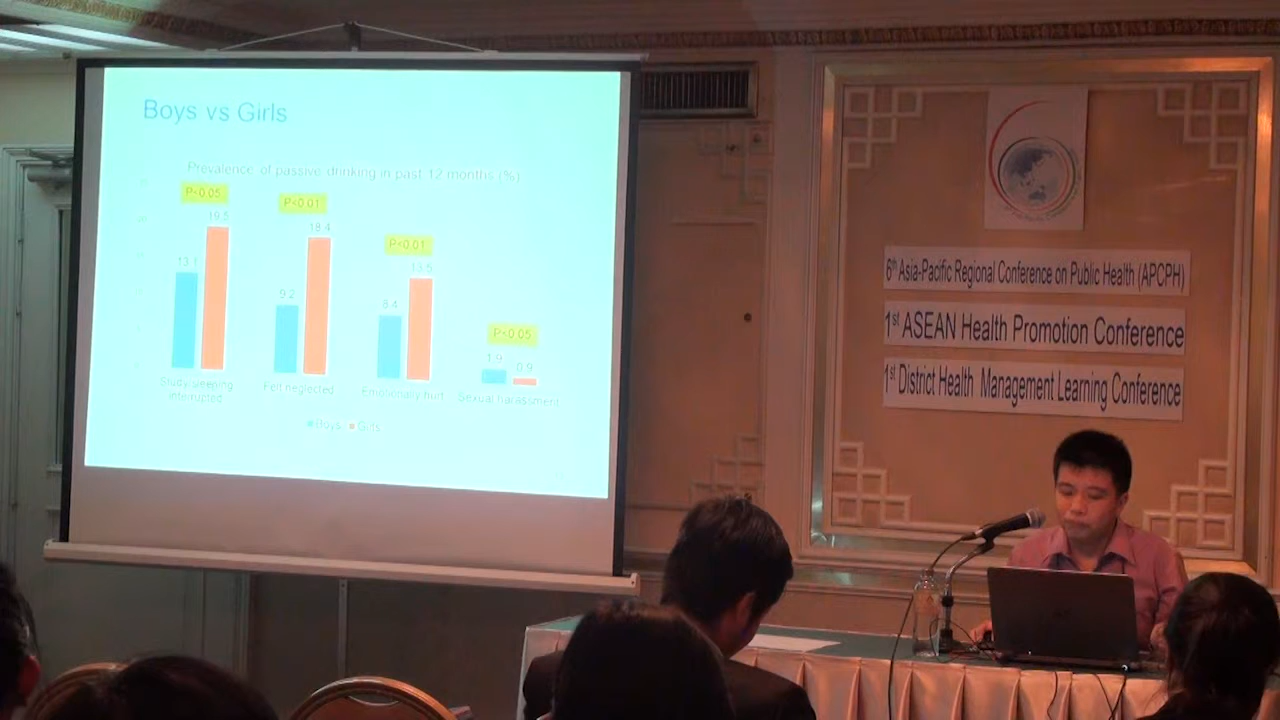 Boys vs Girls
Prevalence of passive drinking in past 12 months (%)
P<0.05
P<0.01
P<0.01
P<0.05
19.5
18.4
13.5
13.1
9.2
8.4
1.9
0.9
Study/sleeping interrupted
Felt neglected
Emotionally hurt
Sexual harassment
Boys
Girls
6th Asia-Pacific Regional Conference on Public Health (APCPH)
1st ASEAN Health Promotion Conference
1st District Health Management Learning Conference